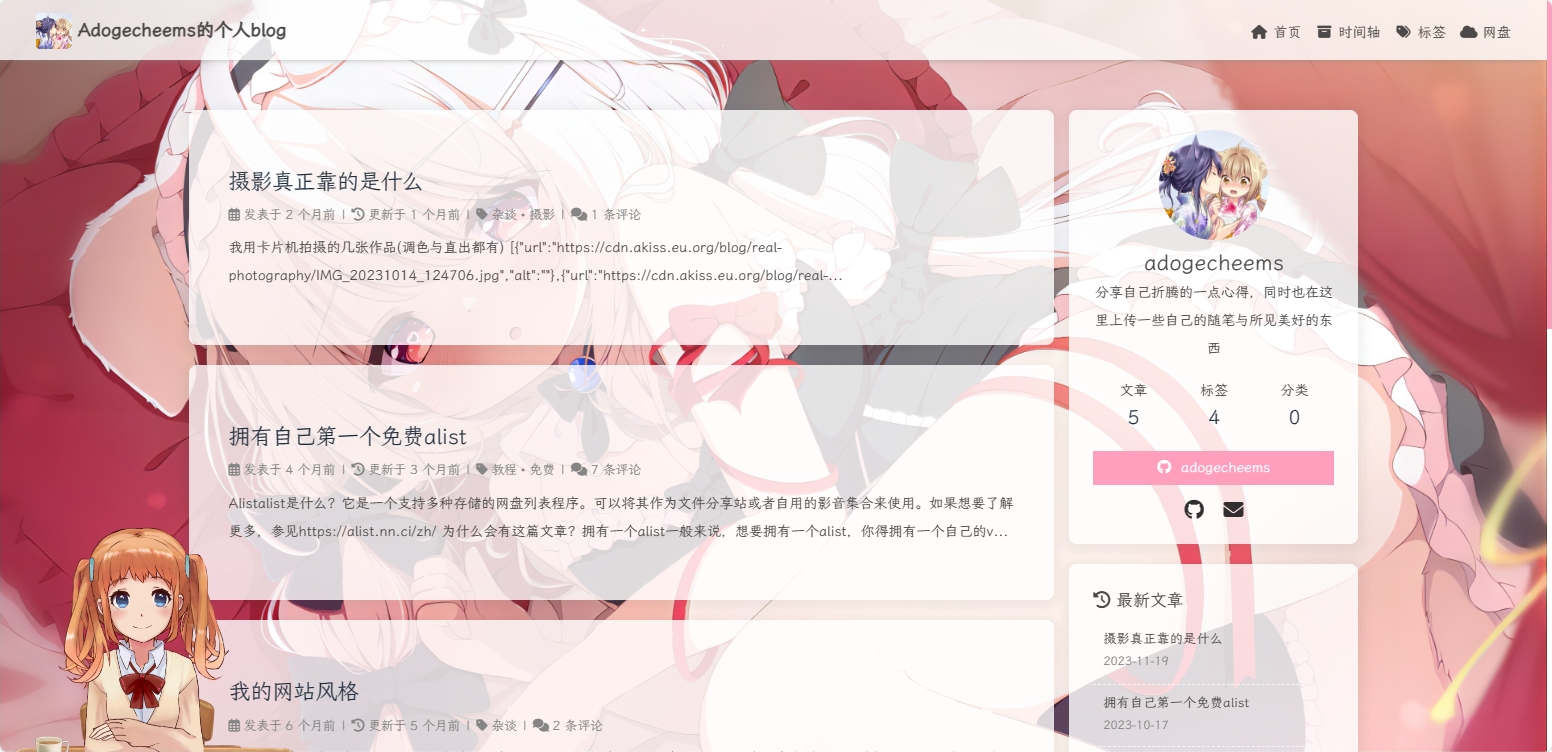 Adogecheems的个人blog
首页 时间轴 标签 网盘
摄影真正靠的是什么
发表于 2 个月前 | 更新于 1 个月前 | 杂谈 • 摄影 | 1 条评论
我用卡片机拍摄的几张作品(调色与直出都有) [{"url":"https://cdn.akiss.eu.org/blog/real-
photography/IMG_20231014_124706.jpg","alt":""},{"url":"https://cdn.akiss.eu.org/blog/real-...
拥有自己第一个免费alist
发表于 4 个月前 | 更新于 3 个月前 | 教程 • 免费 | 7 条评论
Alistalist是什么？它是一个支持多种存储的网盘列表程序。可以将其作为文件分享站或者自用的影音集合来使用。如果想要了解
更多，参见https://alist.nn.ci/zh/ 为什么会有这篇文章？拥有一个alist一般来说，想要拥有一个alist，你得拥有一个自己的v...
我的网站风格
发表于 6 个月前 | 更新于 5 个月前 | 杂谈 | 2 条评论
adogecheems
分享自己折腾的一点心得，同时也在这
里上传一些自己的随笔与所见美好的东
西
文章 标签 分类
5 4 0
adogecheems
最新文章
摄影真正靠的是什么
2023-11-19
拥有自己第一个免费alist
2023-10-17